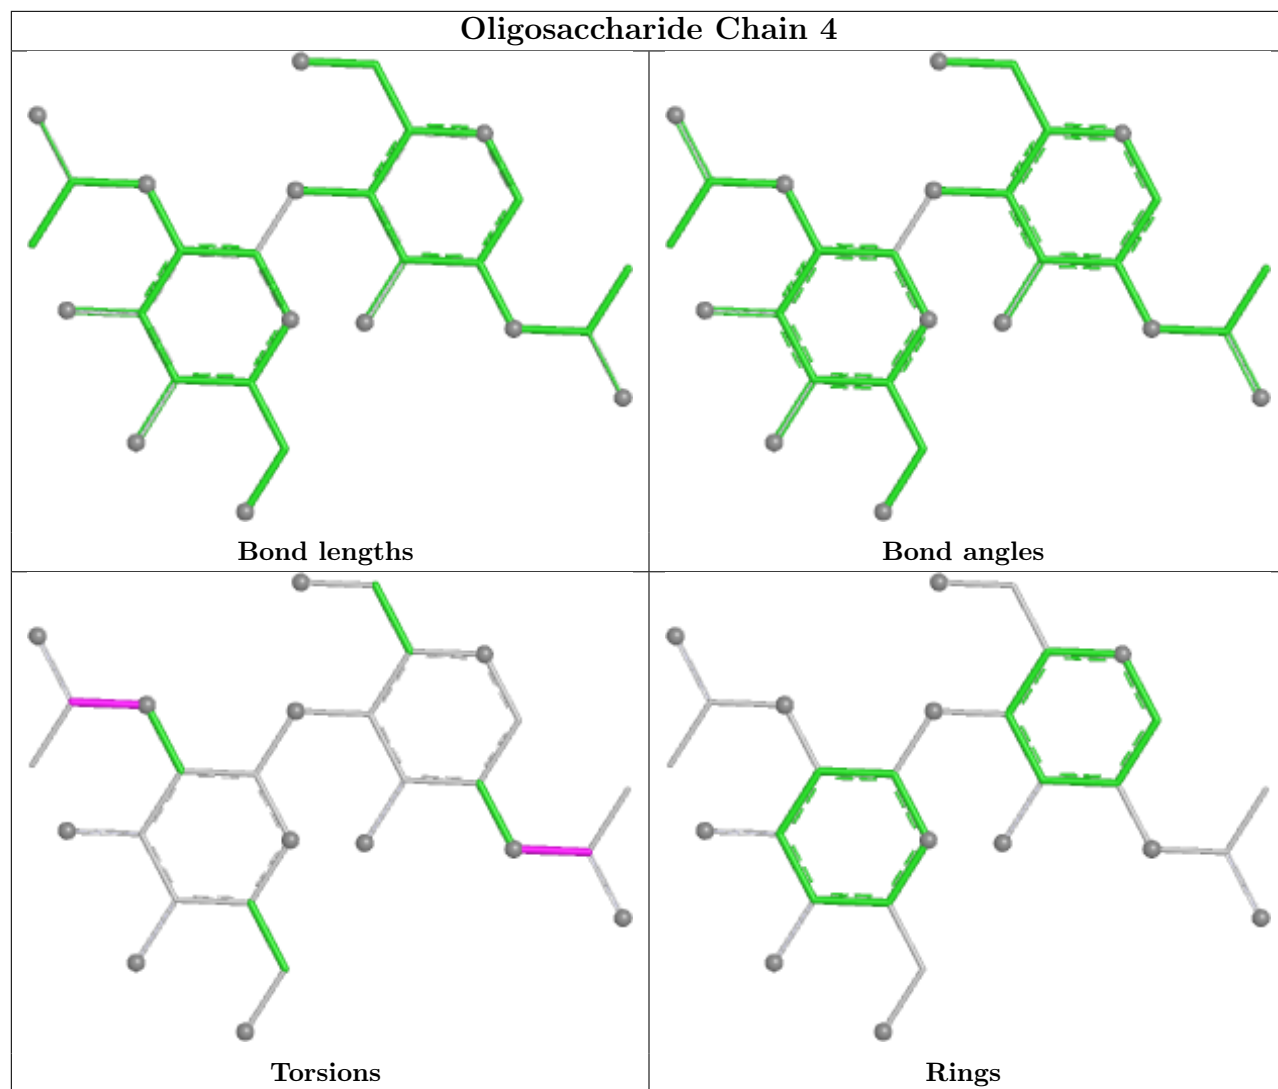 Oligosaccharide Chain 4
Bond lengths
Bond angles
Torsions
Rings